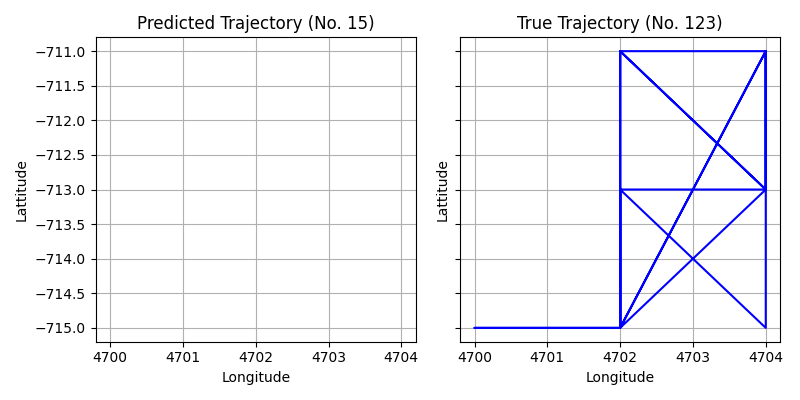 Predicted Trajectory (No. 15)
True Trajectory (No. 123)
Lattitude
−711.0
−711.5
−712.0
−712.5
−713.0
−713.5
−714.0
−714.5
−715.0
4700 4701 4702 4703 4704
Longitude
Lattitude
4700 4701 4702 4703 4704
Longitude